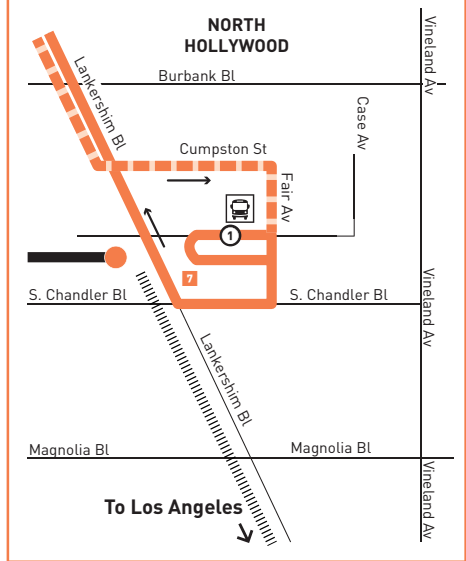 NORTH
HOLLYWOOD
Vineland Av
Burbank Bl
Lankershim Bl
Case Av
Cumpston St
Fair Av
1
7
S. Chandler Bl
S. Chandler Bl
Vineland Av
Lankershim Bl
Magnolia Bl
Magnolia Bl
Vineland Av
To Los Angeles